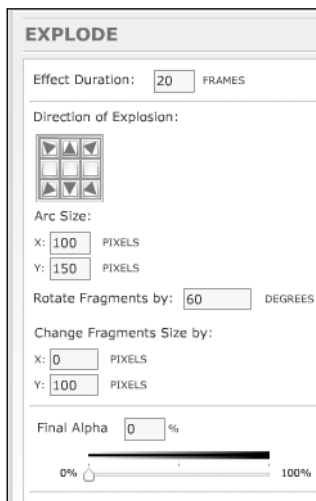 EXPLODE
Effect Duration: 20 FRAMES
Direction of Explosion:
Arc Size:
X: 100 PIXELS
Y: 150 PIXELS
Rotate Fragments by: 60 DEGREES
Change Fragments Size by:
X: 0 PIXELS
Y: 100 PIXELS
Final Alpha 0 %
0% 100%